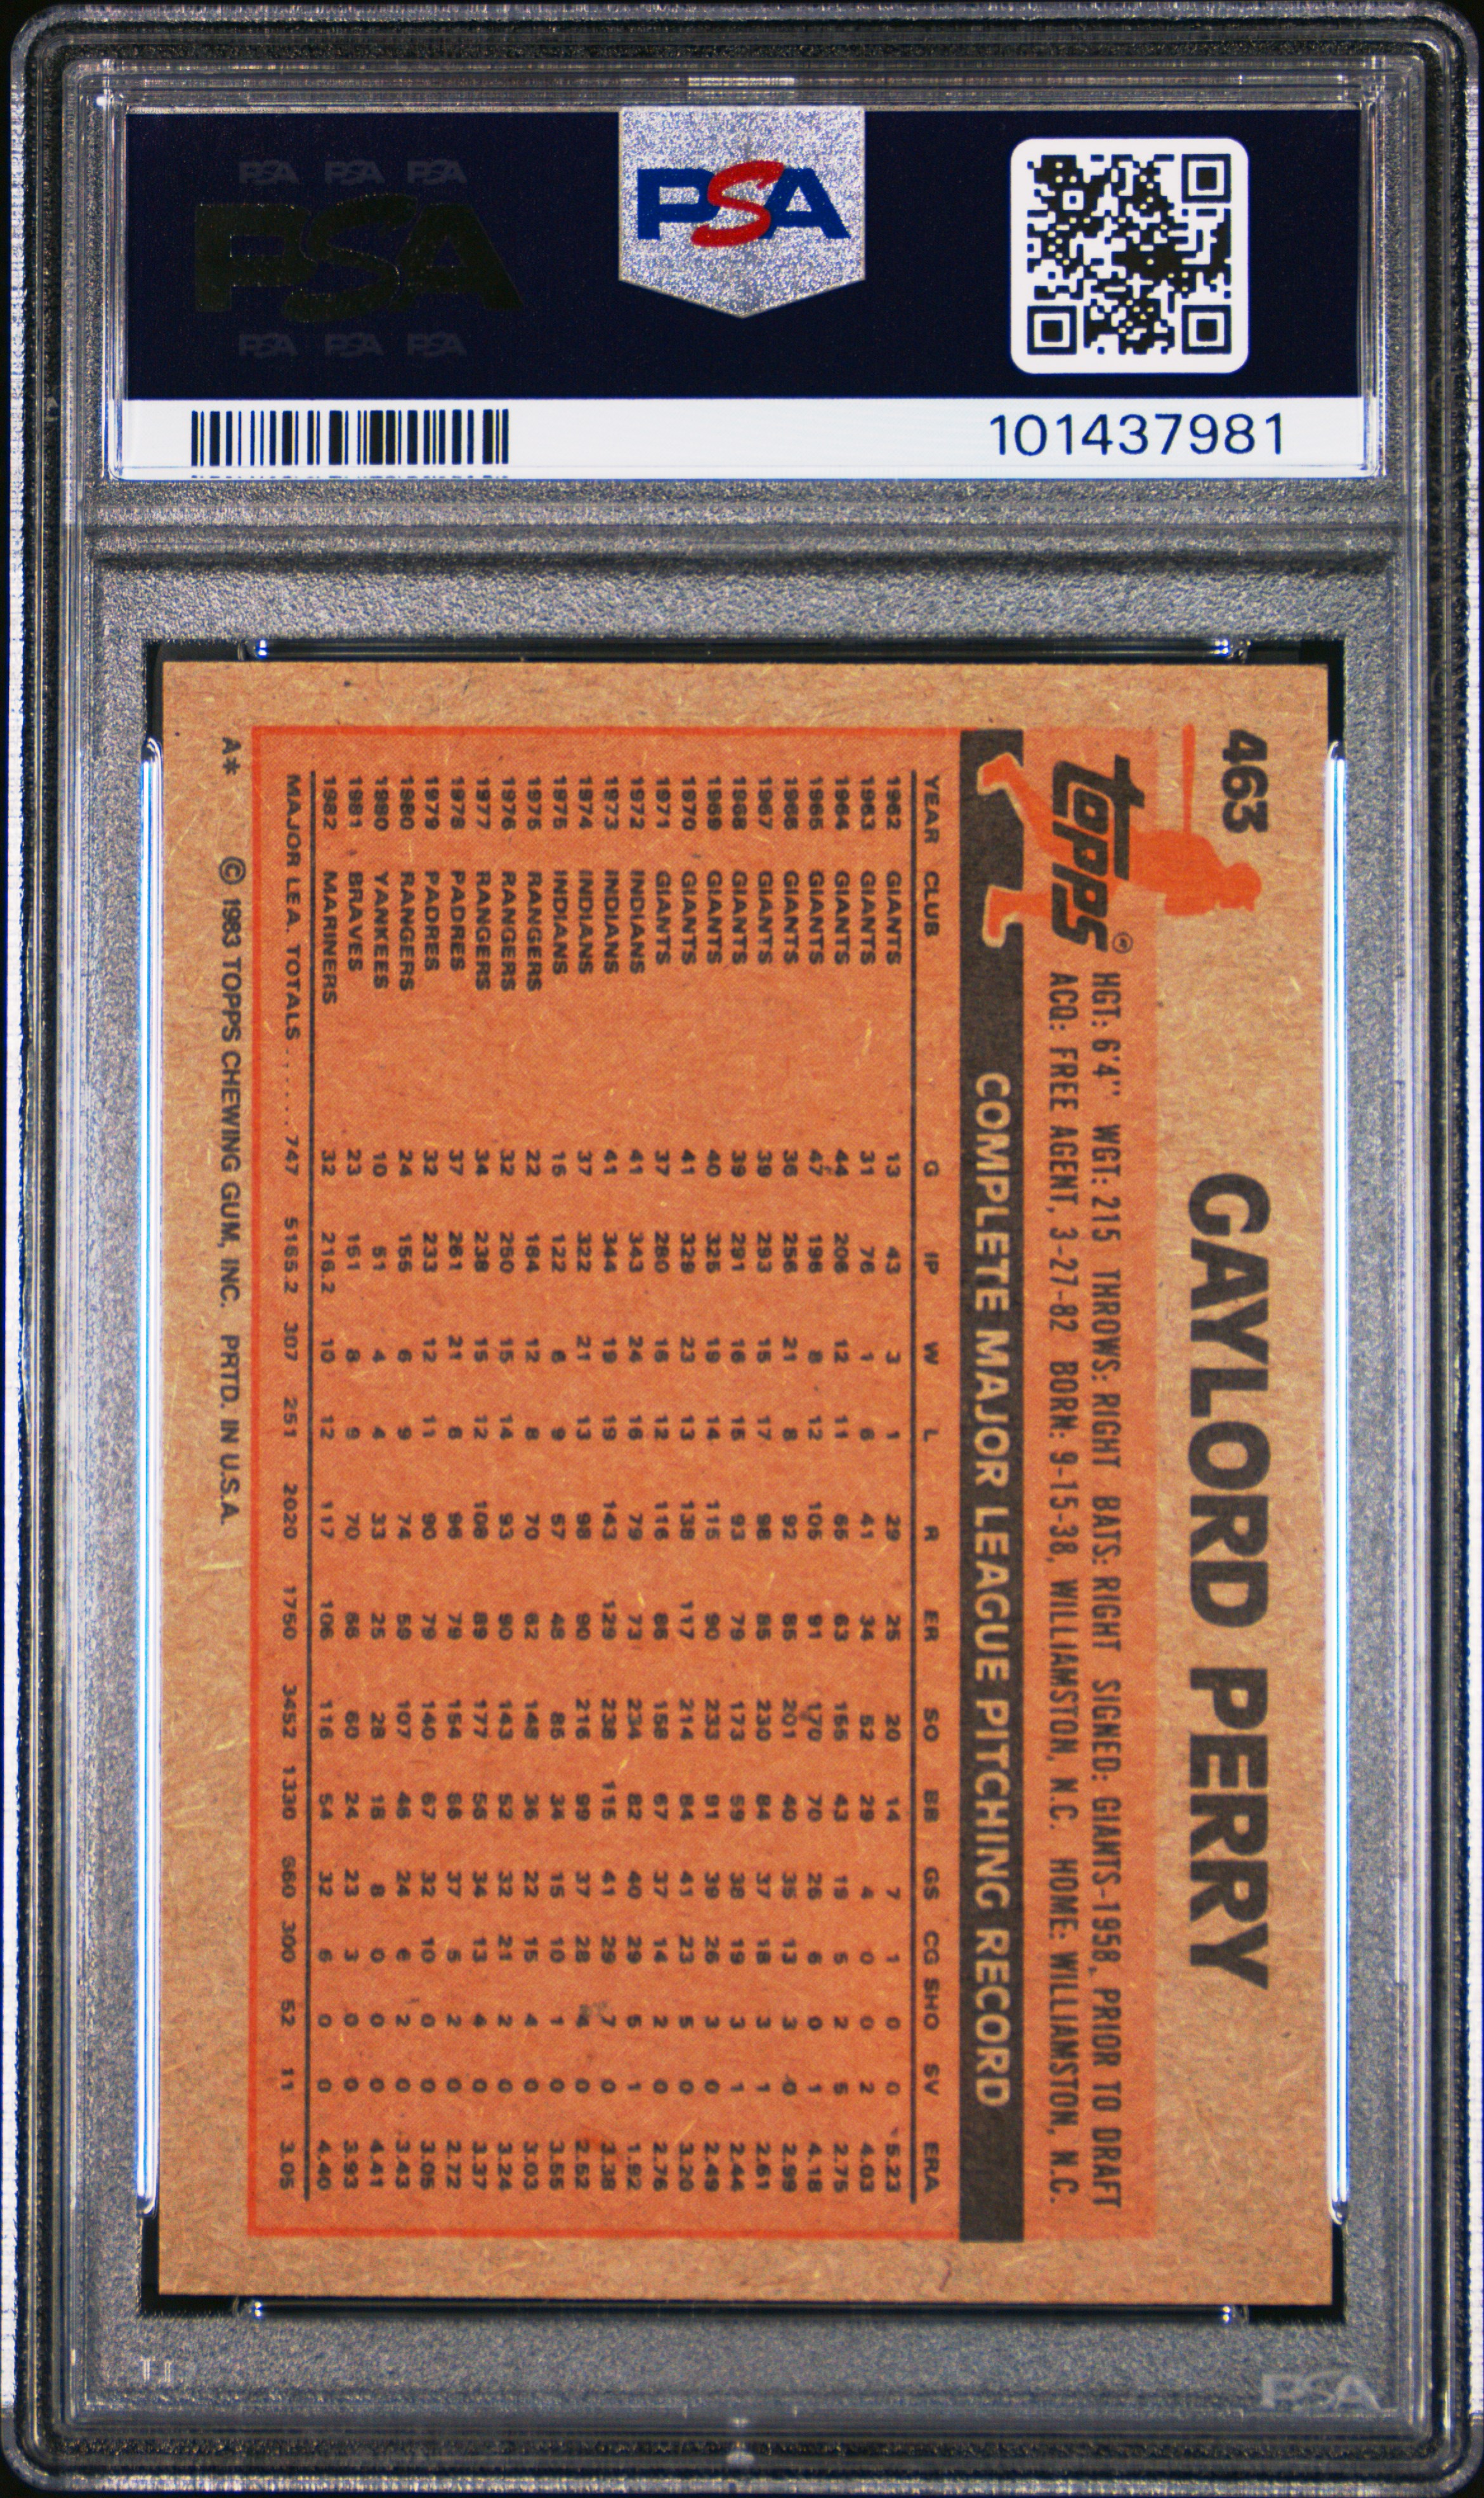 PSA PSA PSA
PSA
PSA PSA PSA
PSA
101437981
463
GAYLORD PERRY
Topps®
HGT: 6'4" WGT: 215 THROWS: RIGHT BATS: RIGHT SIGNED: GIANTS-1958, PRIOR TO DRAFT
ACQ: FREE AGENT, 3-27-82 BORN: 9-15-38, WILLIAMSTON, N.C. HOME: WILLIAMSTON, N.C.
COMPLETE MAJOR LEAGUE PITCHING RECORD
YEAR CLUB G IP W L R ER SO BB GS CG SHO SV ERA
1962 GIANTS 13 43 3 1 29 25 20 14 7 1 0 0 5.23
1963 GIANTS 31 76 1 6 41 34 52 29 4 0 0 2 4.03
1964 GIANTS 44 206 12 11 65 63 155 43 19 5 2 5 2.75
1965 GIANTS 47 196 8 12 105 91 170 70 26 6 0 1 4.18
1966 GIANTS 36 256 21 8 92 85 201 40 35 13 3 0 2.99
1967 GIANTS 39 293 15 17 98 85 230 84 37 18 3 1 2.61
1968 GIANTS 39 291 16 15 93 79 173 59 38 19 3 1 2.44
1969 GIANTS 40 325 19 14 115 90 233 91 39 26 3 0 2.49
1970 GIANTS 41 329 23 13 138 117 214 84 41 23 5 0 3.20
1971 GIANTS 37 280 16 12 116 86 158 67 37 14 2 0 2.76
1972 INDIANS 41 343 24 16 79 73 234 82 40 29 5 1 1.92
1973 INDIANS 41 344 19 19 143 129 238 115 41 29 7 0 3.38
1974 INDIANS 37 322 21 13 98 90 216 99 37 28 4 0 2.52
1975 INDIANS 15 122 6 9 57 48 85 34 15 10 1 0 3.55
1975 RANGERS 22 184 12 8 70 62 148 36 22 15 4 0 3.03
1976 RANGERS 32 250 15 14 93 90 143 52 32 21 2 0 3.24
1977 RANGERS 34 238 15 12 108 89 177 56 34 13 4 0 3.37
1978 PADRES 37 261 21 6 96 79 154 66 37 5 2 0 2.72
1979 PADRES 32 233 12 11 90 79 140 67 32 10 0 0 3.05
1980 RANGERS 24 155 6 9 74 59 107 46 24 6 2 0 3.43
1980 YANKEES 10 51 4 4 33 25 28 18 8 0 0 0 4.41
1981 BRAVES 23 151 8 9 70 66 60 24 23 3 0 0 3.93
1982 MARINERS 32 216.2 10 12 117 106 116 54 32 6 0 0 4.40
MAJOR LEA. TOTALS...... 747 5165.2 307 251 2020 1750 3452 1330 660 300 52 11 3.05
A* © 1983 TOPPS CHEWING GUM, INC. PRTD. IN U.S.A.
PSA